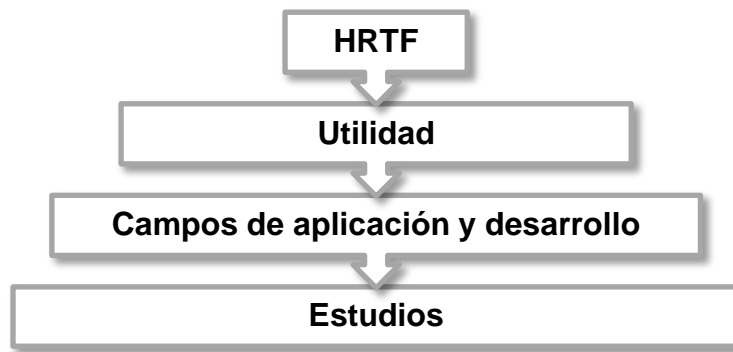 HRTF
Utilidad
Campos de aplicación y desarrollo
Estudios